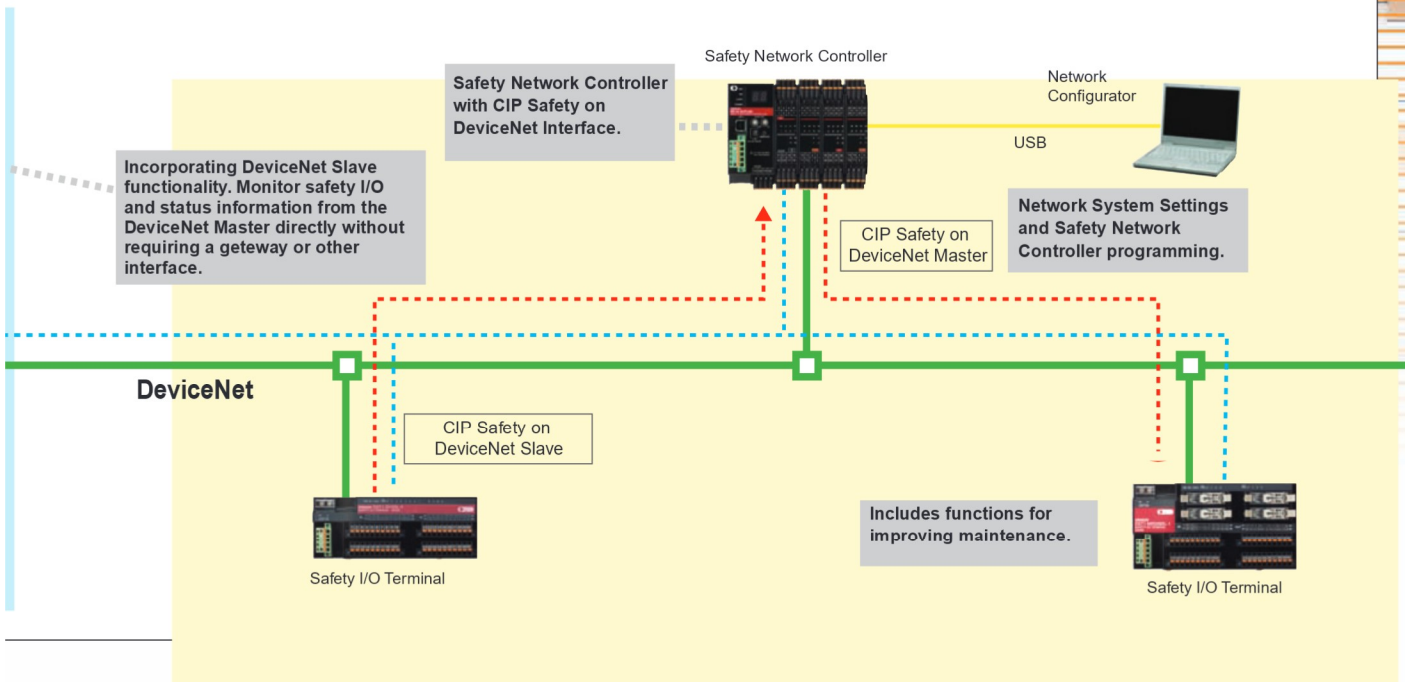 Safety Network Controller
Safety Network Controller
with CIP Safety on
DeviceNet Interface.
Network
Configurator
USB
Incorporating DeviceNet Slave
functionality. Monitor safety I/O
and status information from the
DeviceNet Master directly without
requiring a geteway or other
interface.
Network System Settings
and Safety Network
Controller programming.
CIP Safety on
DeviceNet Master
DeviceNet
CIP Safety on
DeviceNet Slave
Includes functions for
improving maintenance.
Safety I/O Terminal
Safety I/O Terminal